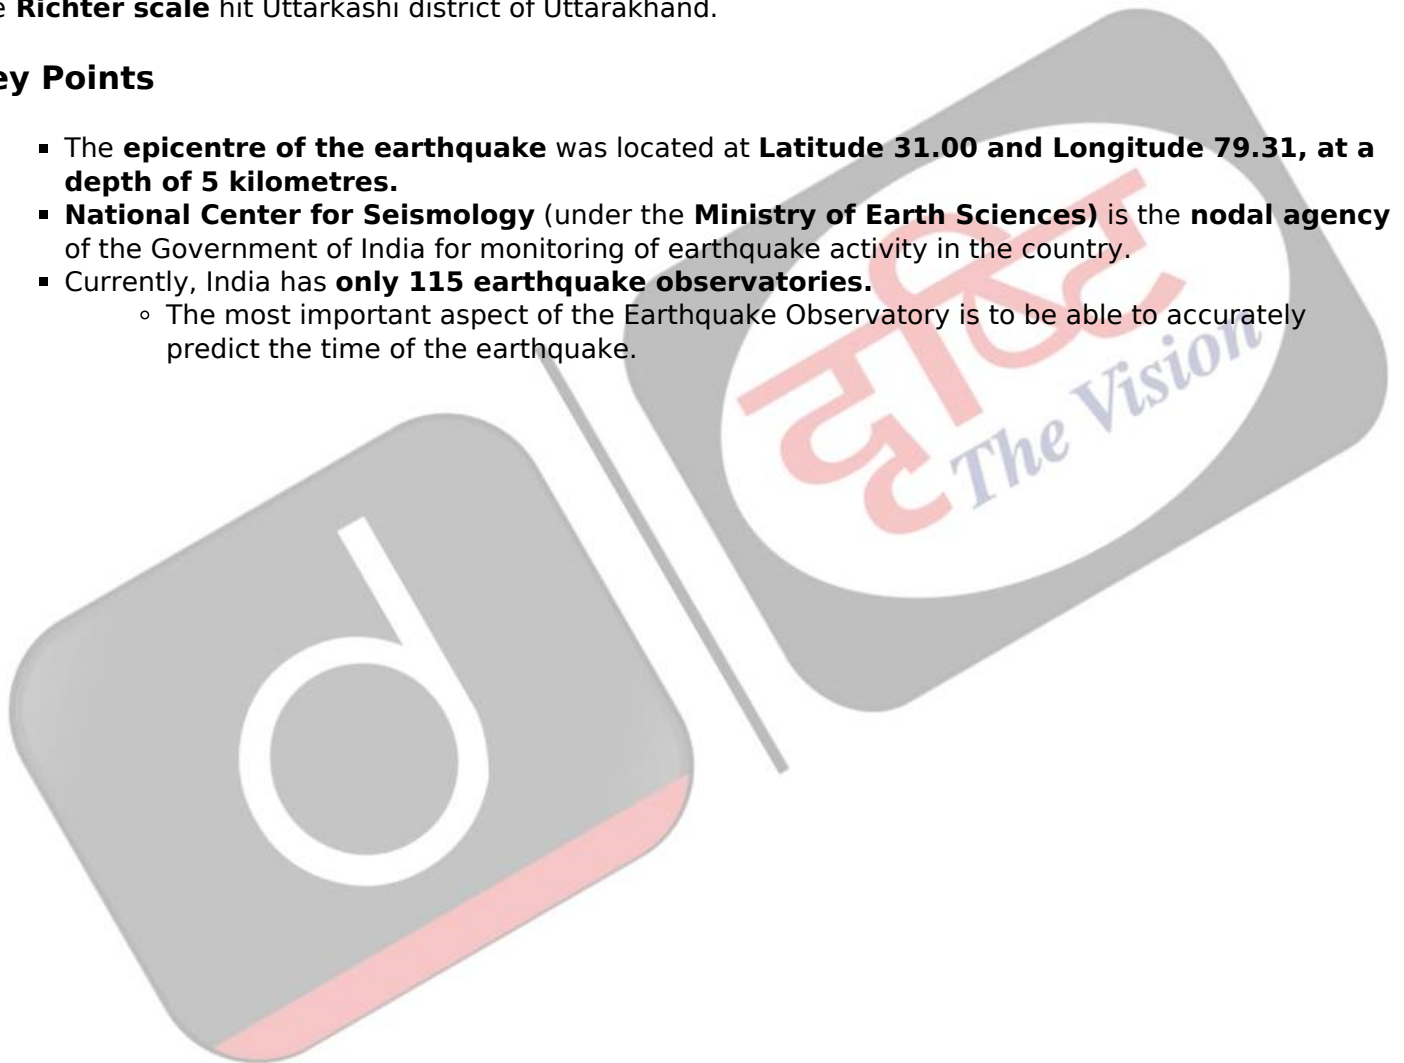 e Richter scale hit Uttarkashi district of Uttarakhand.
ey Points
The epicentre of the earthquake was located at Latitude 31.00 and Longitude 79.31, at a
depth of 5 kilometres.
National Center for Seismology (under the Ministry of Earth Sciences) is the nodal agency
of the Government of India for monitoring of earthquake activity in the country.
Currently, India has only 115 earthquake observatories.
The most important aspect of the Earthquake Observatory is to be able to accurately
predict the time of the earthquake.
दृष्टि
The Vision
d